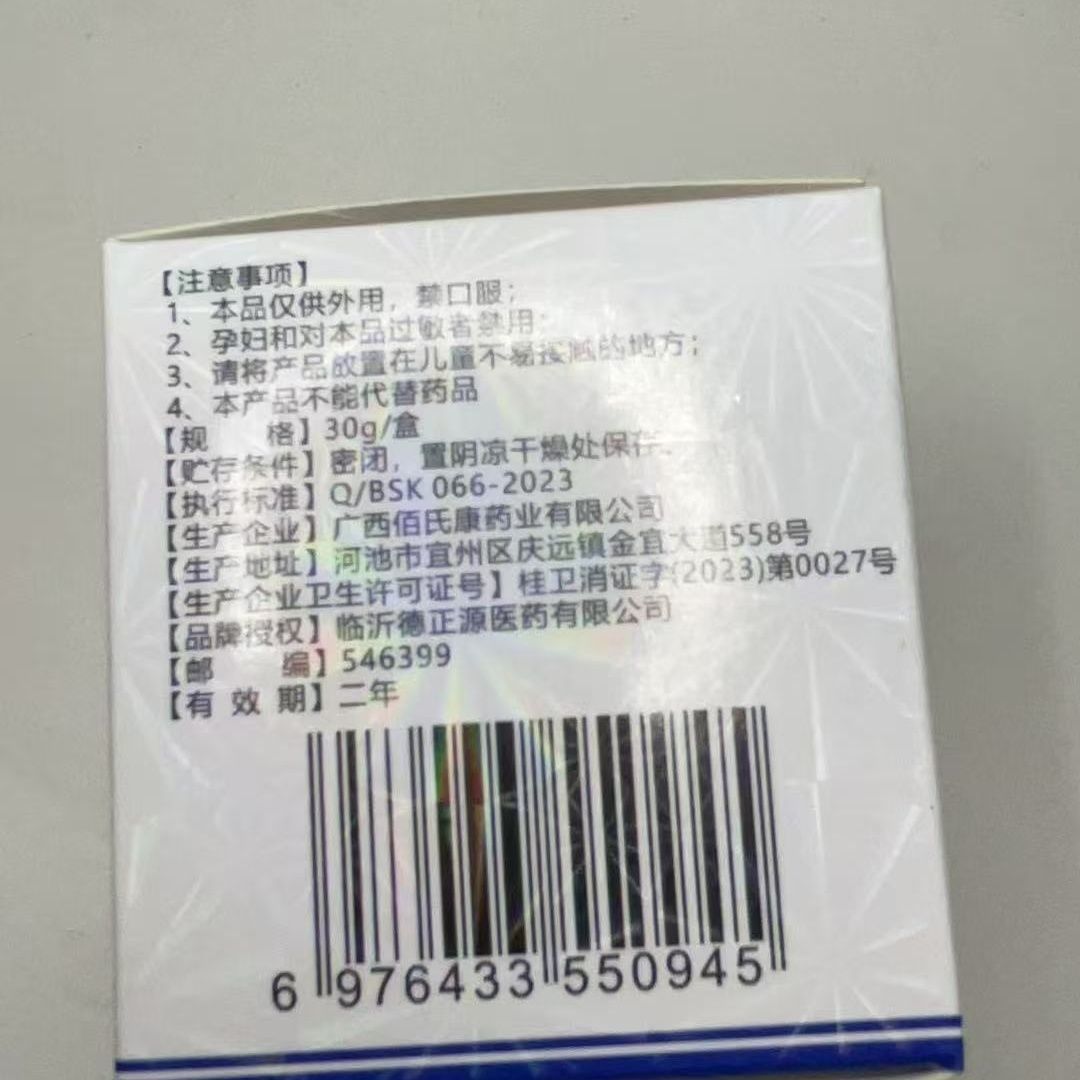 【注意事项】
1、本品仅供外用，禁口服；
2、孕妇和对本品过敏者禁用；
3、请将产品放置在儿童不易接触的地方；
4、本产品不能代替药品
【规 格】30g/盒
【贮存条件】密闭，置阴凉干燥处保存。
【执行标准】Q/BSK 066-2023
【生产企业】广西佰氏康药业有限公司
【生产地址】河池市宜州区庆远镇金宜大道558号
【生产企业卫生许可证号】桂卫消证字(2023)第0027号
【品牌授权】临沂德正源医药有限公司
【邮 编】546399
【有 效 期】二年
6 976433 550945